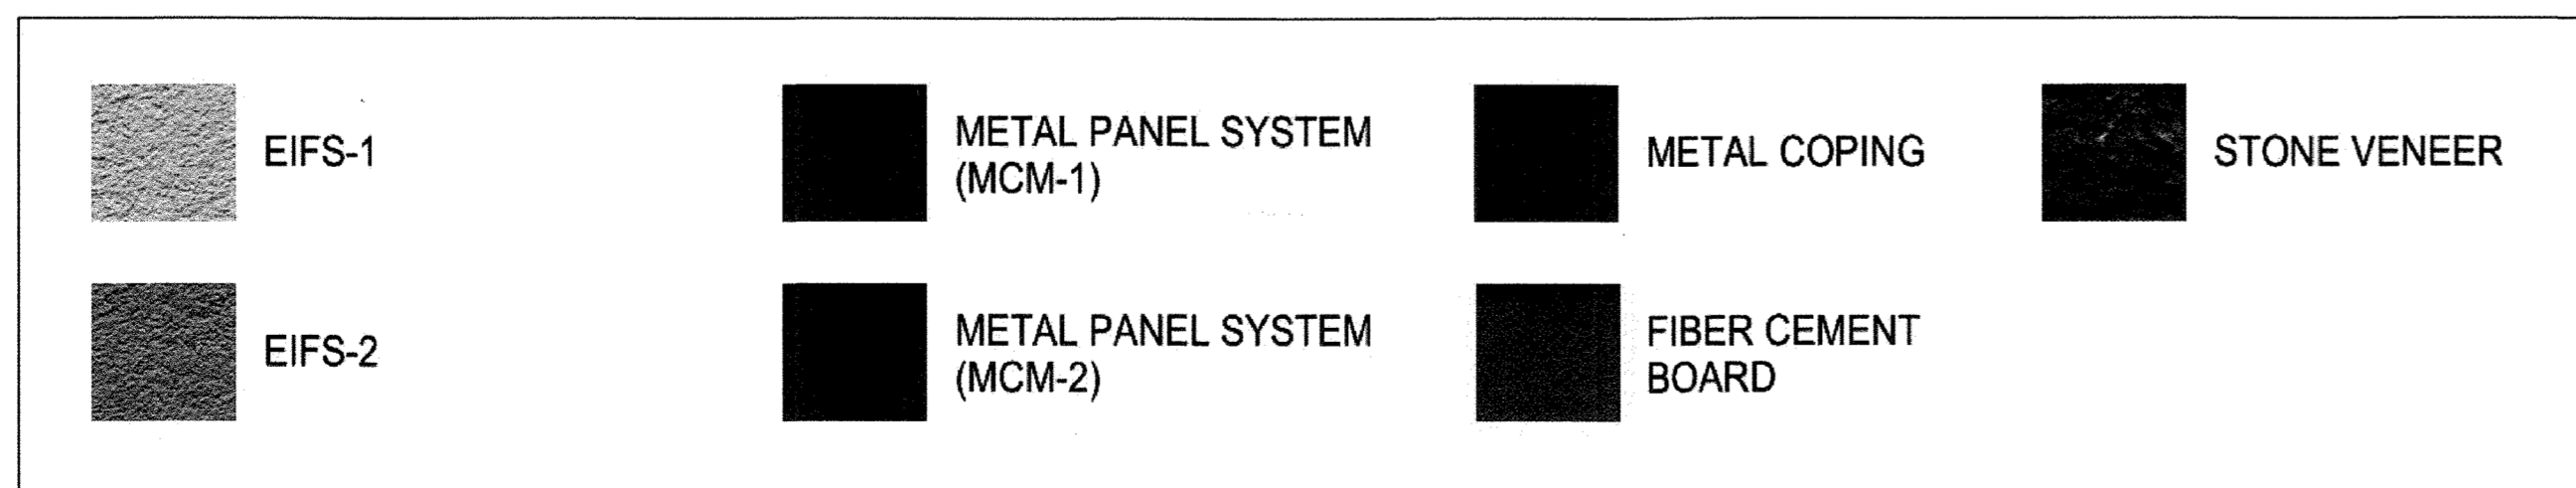 EIFS-1
METAL PANEL SYSTEM
(MCM-1)
METAL COPING
STONE VENEER
EIFS-2
METAL PANEL SYSTEM
(MCM-2)
FIBER CEMENT
BOARD